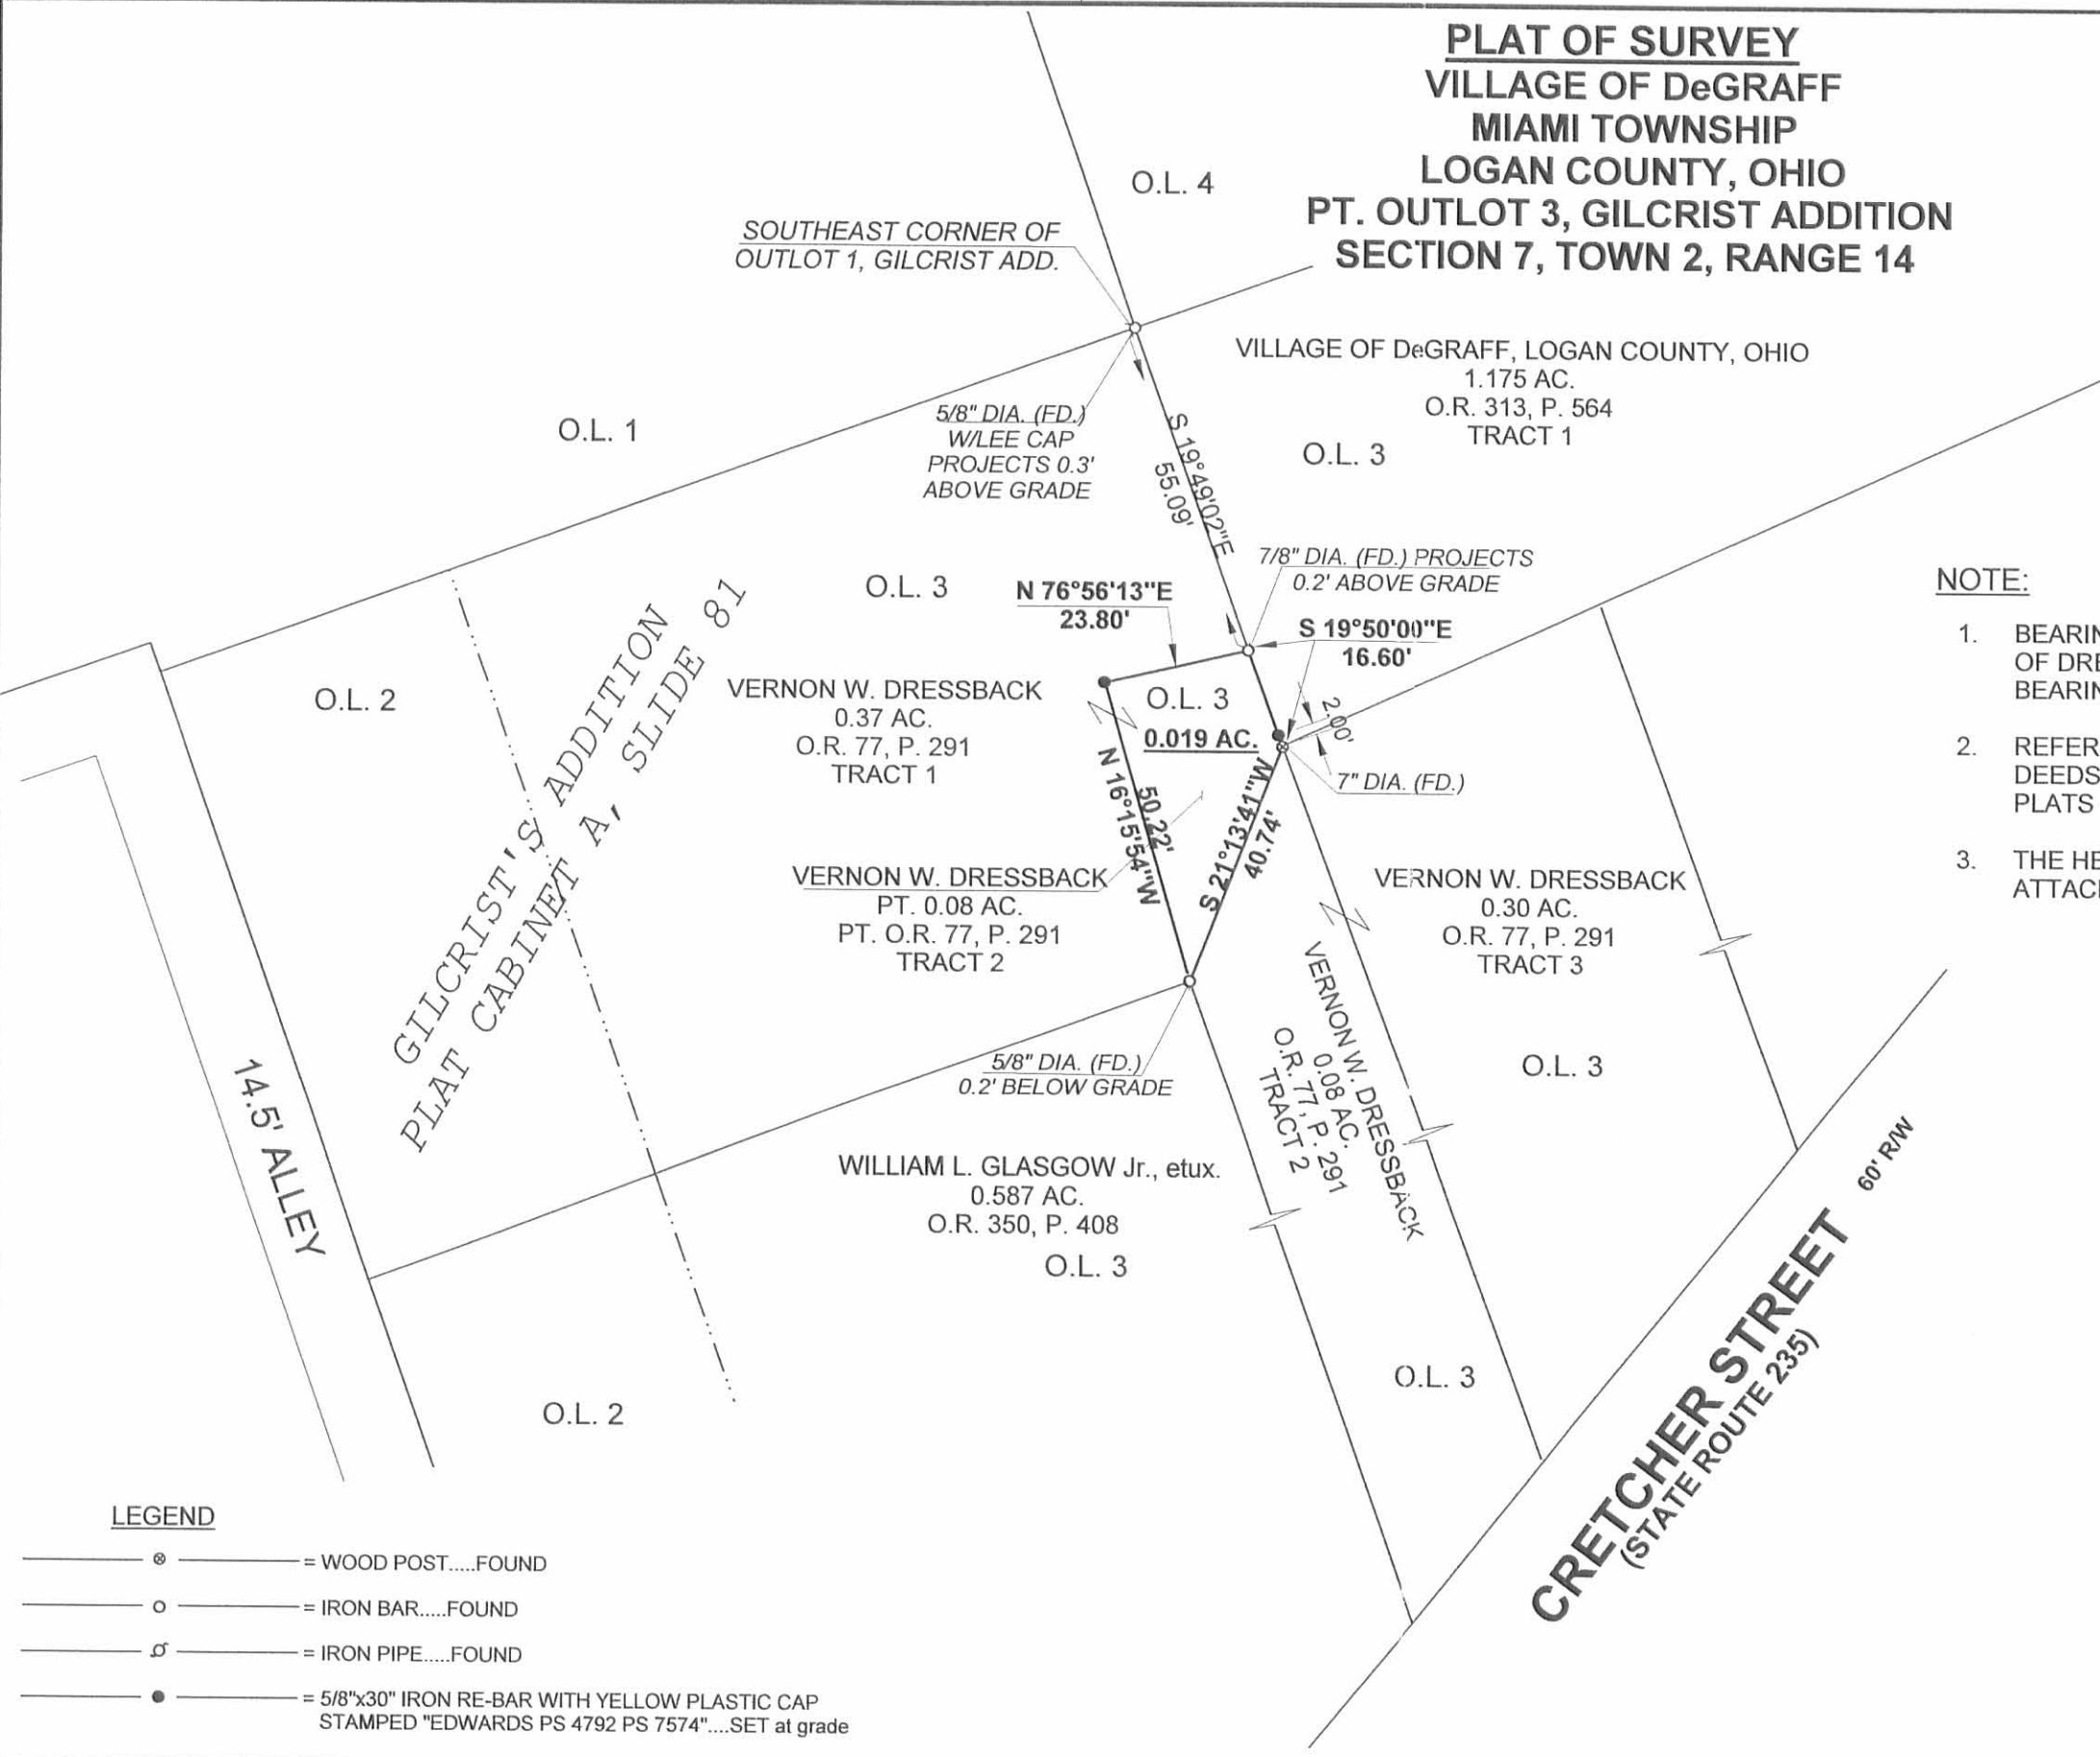 PLAT OF SURVEY
VILLAGE OF DeGRAFF
MIAMI TOWNSHIP
LOGAN COUNTY, OHIO
PT. OUTLOT 3, GILCRIST ADDITION
SECTION 7, TOWN 2, RANGE 14
O.L. 4
SOUTHEAST CORNER OF
OUTLOT 1, GILCRIST ADD.
VILLAGE OF DeGRAFF, LOGAN COUNTY, OHIO
1.175 AC.
O.R. 313, P. 564
TRACT 1
O.L. 3
O.L. 1
5/8" DIA. (FD.)
W/LEE CAP
PROJECTS 0.3'
ABOVE GRADE
S 19°49'02"E
55.09'
7/8" DIA. (FD.) PROJECTS
0.2' ABOVE GRADE
O.L. 3
N 76°56'13"E
23.80'
S 19°50'00"E
16.60'
NOTE:
1. BEARIN
OF DRE
BEARIN
2. REFER
DEEDS
PLATS
3. THE HE
ATTACH
O.L. 2
GILCRIST'S ADDITION
PLAT CABINET A, SLIDE 81
VERNON W. DRESSBACK
0.37 AC.
O.R. 77, P. 291
TRACT 1
O.L. 3
0.019 AC.
2.00'
7" DIA. (FD.)
N 16°15'54"W
50.22'
S 21°13'41"W
40.74'
VERNON W. DRESSBACK
PT. 0.08 AC.
PT. O.R. 77, P. 291
TRACT 2
VERNON W. DRESSBACK
0.30 AC.
O.R. 77, P. 291
TRACT 3
VERNON W. DRESSBACK
0.08 AC.
O.R. 77, P. 291
TRACT 2
5/8" DIA. (FD.)
0.2' BELOW GRADE
O.L. 3
14.5' ALLEY
WILLIAM L. GLASGOW Jr., etux.
0.587 AC.
O.R. 350, P. 408
O.L. 3
60' R/W
CRETCHER STREET
(STATE ROUTE 235)
O.L. 3
O.L. 2
LEGEND
= WOOD POST.....FOUND
= IRON BAR.....FOUND
= IRON PIPE.....FOUND
= 5/8"x30" IRON RE-BAR WITH YELLOW PLASTIC CAP
STAMPED "EDWARDS PS 4792 PS 7574"....SET at grade